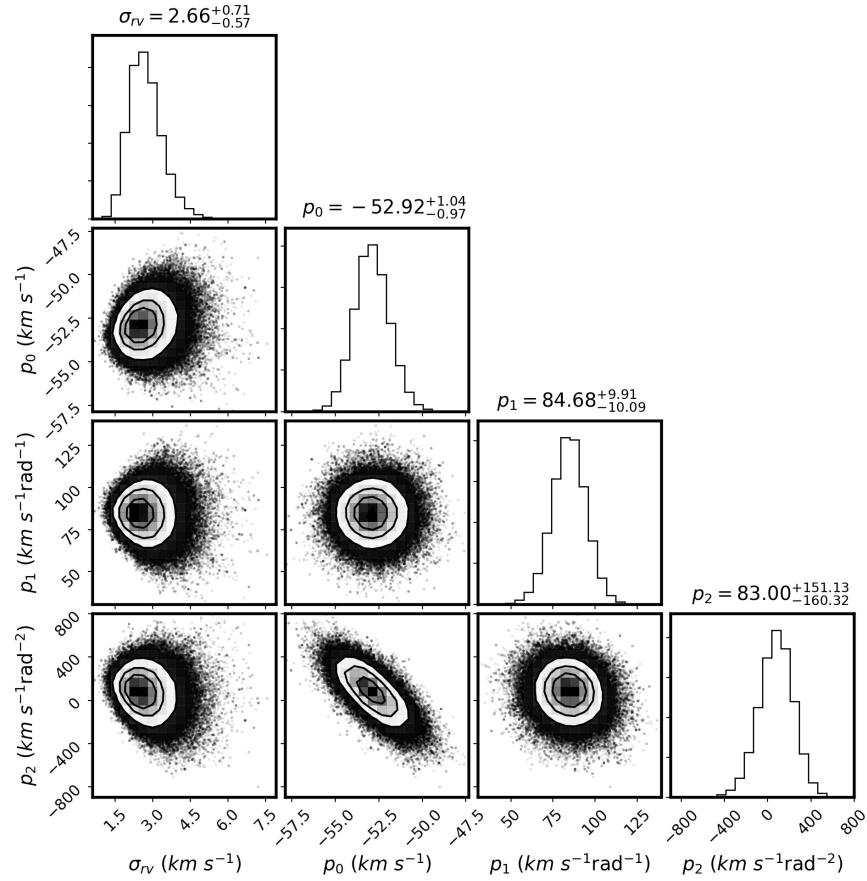 σ_rv = 2.66^{+0.71}_{−0.57}
p_0 = −52.92^{+1.04}_{−0.97}
−47.5
−50.0
−52.5
−55.0
−57.5
p_0 (km s^{−1})
p_1 = 84.68^{+9.91}_{−10.09}
125
100
75
50
p_1 (km s^{−1}rad^{−1})
p_2 = 83.00^{+151.13}_{−160.32}
800
400
0
−400
−800
p_2 (km s^{−1}rad^{−2})
1.5 3.0 4.5 6.0 7.5
−57.5 −55.0 −52.5 −50.0 −47.5
50 75 100 125
−800 −400 0 400 800
σ_rv (km s^{−1})
p_0 (km s^{−1})
p_1 (km s^{−1}rad^{−1})
p_2 (km s^{−1}rad^{−2})